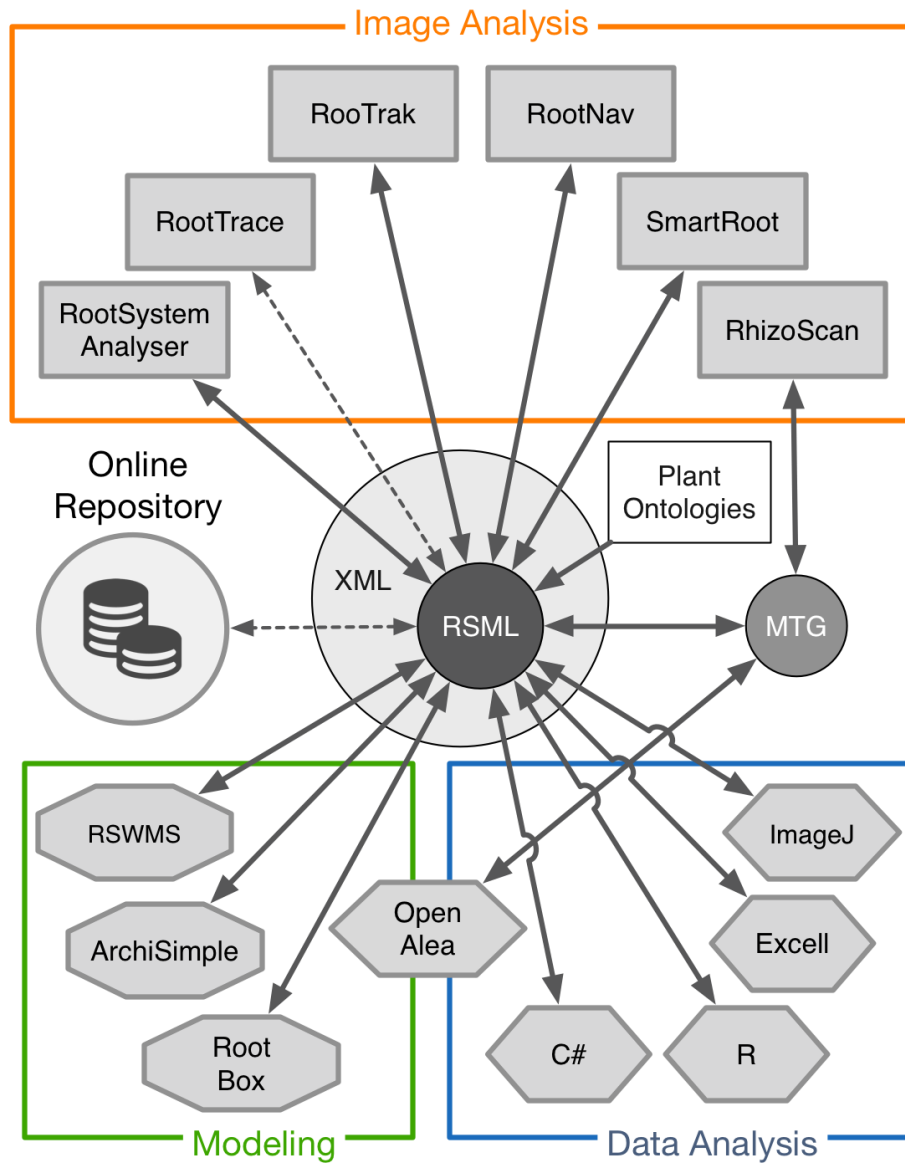 Image Analysis
RooTrak
RootNav
RootTrace
SmartRoot
RootSystem
Analyser
RhizoScan
Online
Repository
Plant
Ontologies
XML
RSML
MTG
RSWMS
ImageJ
Open
Alea
ArchiSimple
Excell
Root
Box
C#
R
Modeling
Data Analysis